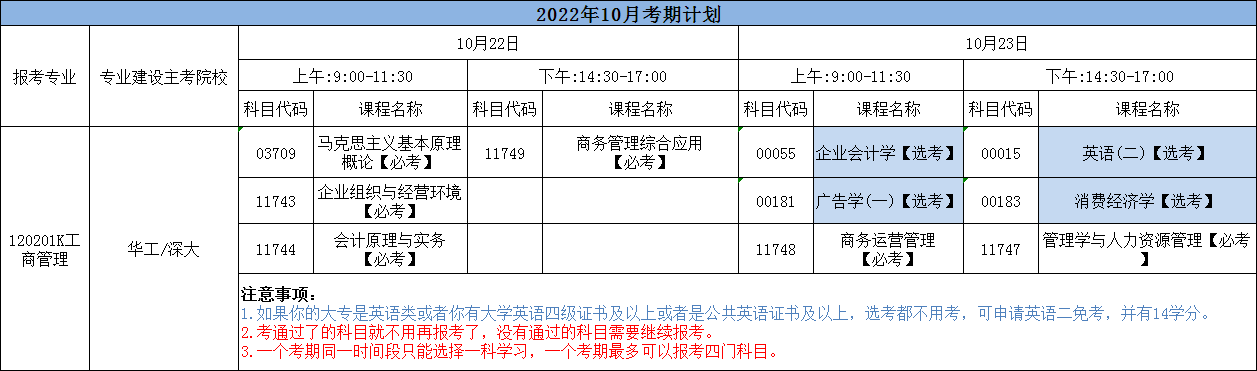 2022年10月考期计划
报考专业
专业建设主考院校
10月22日
10月23日
上午:9:00-11:30
下午:14:30-17:00
上午:9:00-11:30
下午:14:30-17:00
科目代码
课程名称
科目代码
课程名称
科目代码
课程名称
科目代码
课程名称
120201K工
商管理
华工/深大
03709
马克思主义基本原理
概论【必考】
11749
商务管理综合应用
【必考】
00055
企业会计学【选考】
00015
英语(二)【选考】
11743
企业组织与经营环境
【必考】
00181
广告学(一)【选考】
00183
消费经济学【选考】
11744
会计原理与实务
【必考】
11748
商务运营管理
【必考】
11747
管理学与人力资源管理【必考
】
注意事项：
1.如果你的大专是英语类或者你有大学英语四级证书及以上或者是公共英语证书及以上，选考都不用考，可申请英语二免考，并有14学分。
2.考通过了的科目就不用再报考了，没有通过的科目需要继续报考。
3.一个考期同一时间段只能选择一科学习，一个考期最多可以报考四门科目。